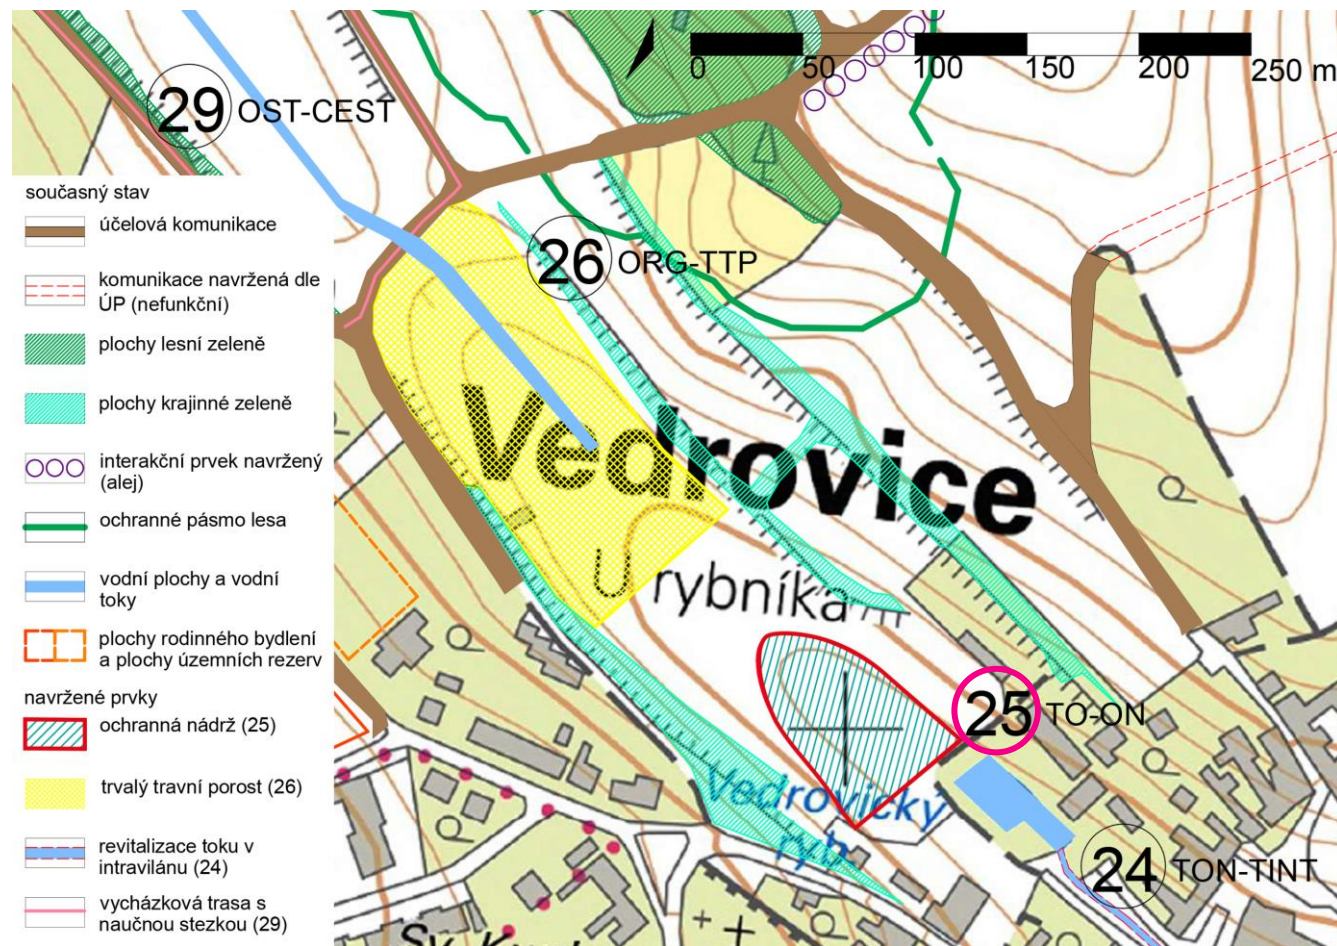 0 50 100 150 200 250 m
29 OST-CEST
současný stav
účelová komunikace
komunikace navržená dle
ÚP (nefunkční)
plochy lesní zeleně
plochy krajinné zeleně
interakční prvek navržený
(alej)
ochranné pásmo lesa
vodní plochy a vodní
toky
plochy rodinného bydlení
a plochy územních rezerv
navržené prvky
ochranná nádrž (25)
trvalý travní porost (26)
revitalizace toku v
intravilánu (24)
vycházková trasa s
naučnou stezkou (29)
26 ORG-TTP
Vedrovice
U rybníka
25 TO-ON
Vedrovický
ryb.
24 TON-TINT